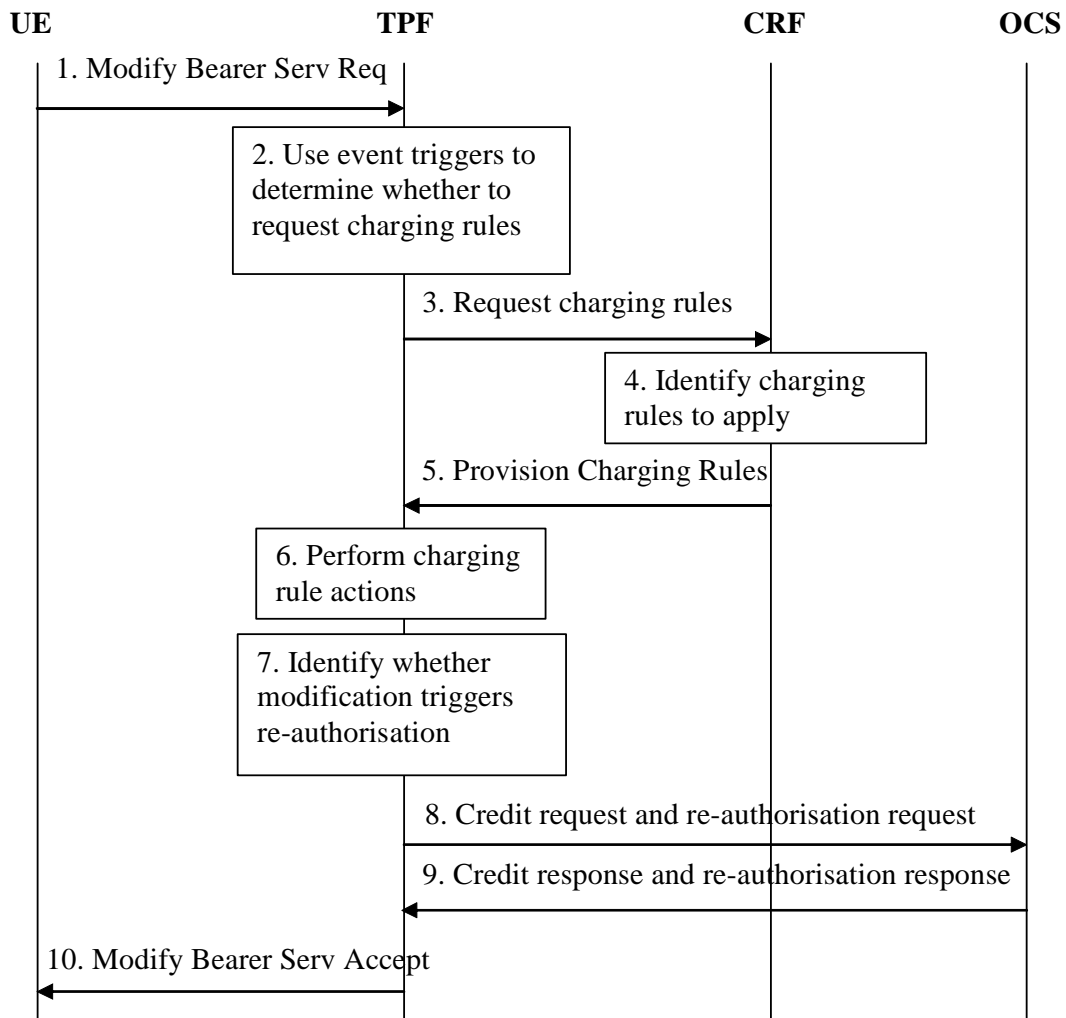 UE TPF CRF OCS
1. Modify Bearer Serv Req
2. Use event triggers to
determine whether to
request charging rules
3. Request charging rules
4. Identify charging
rules to apply
5. Provision Charging Rules
6. Perform charging
rule actions
7. Identify whether
modification triggers
re-authorisation
8. Credit request and re-authorisation request
9. Credit response and re-authorisation response
10. Modify Bearer Serv Accept